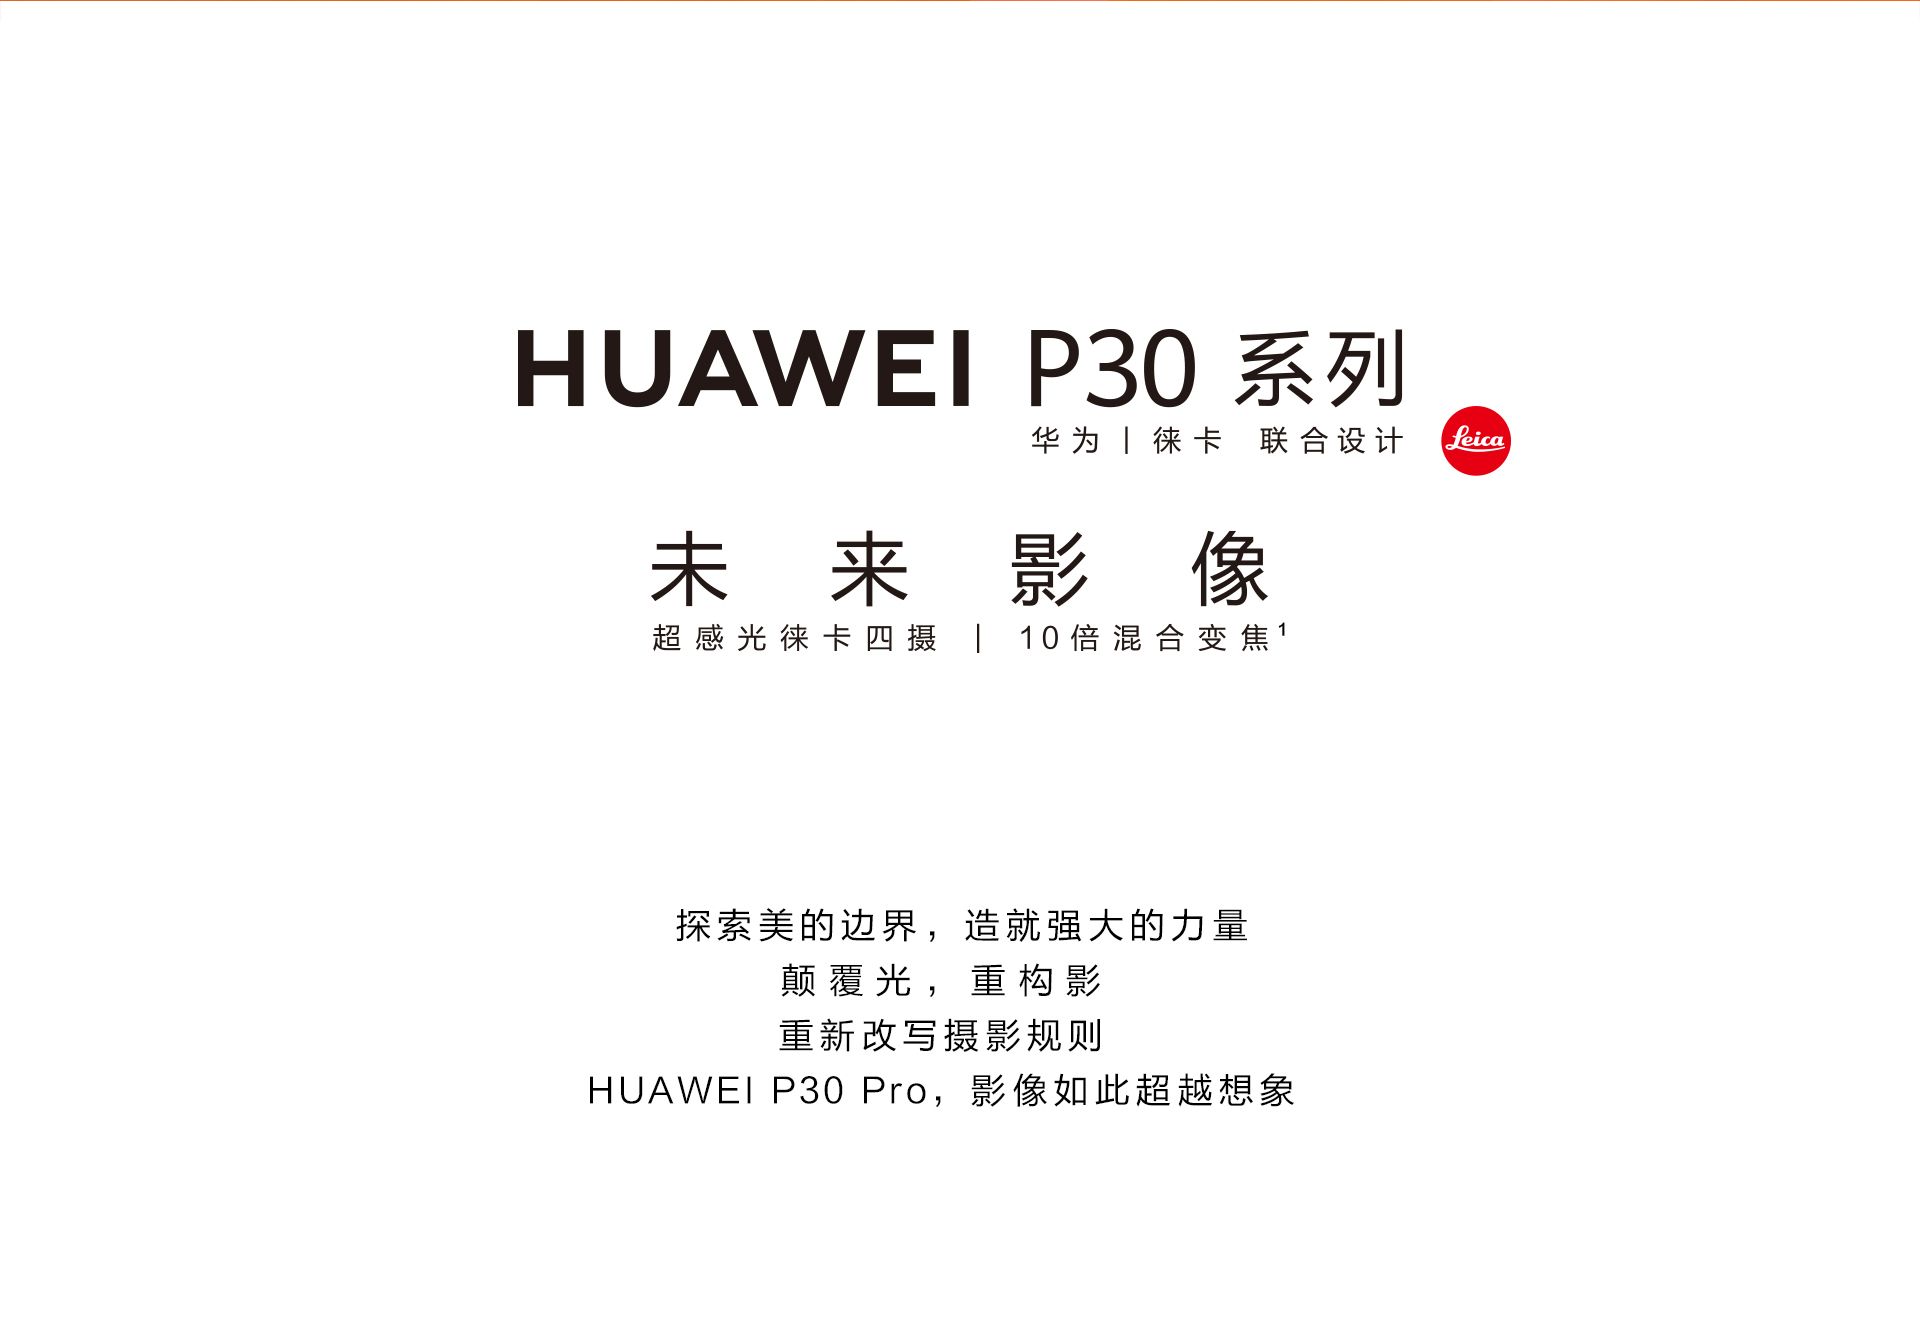 HUAWEI P30 系列
华为丨徕卡 联合设计
Leica
未来影像
超感光徕卡四摄 | 10倍混合变焦¹
探索美的边界，造就强大的力量
颠覆光，重构影
重新改写摄影规则
HUAWEI P30 Pro，影像如此超越想象